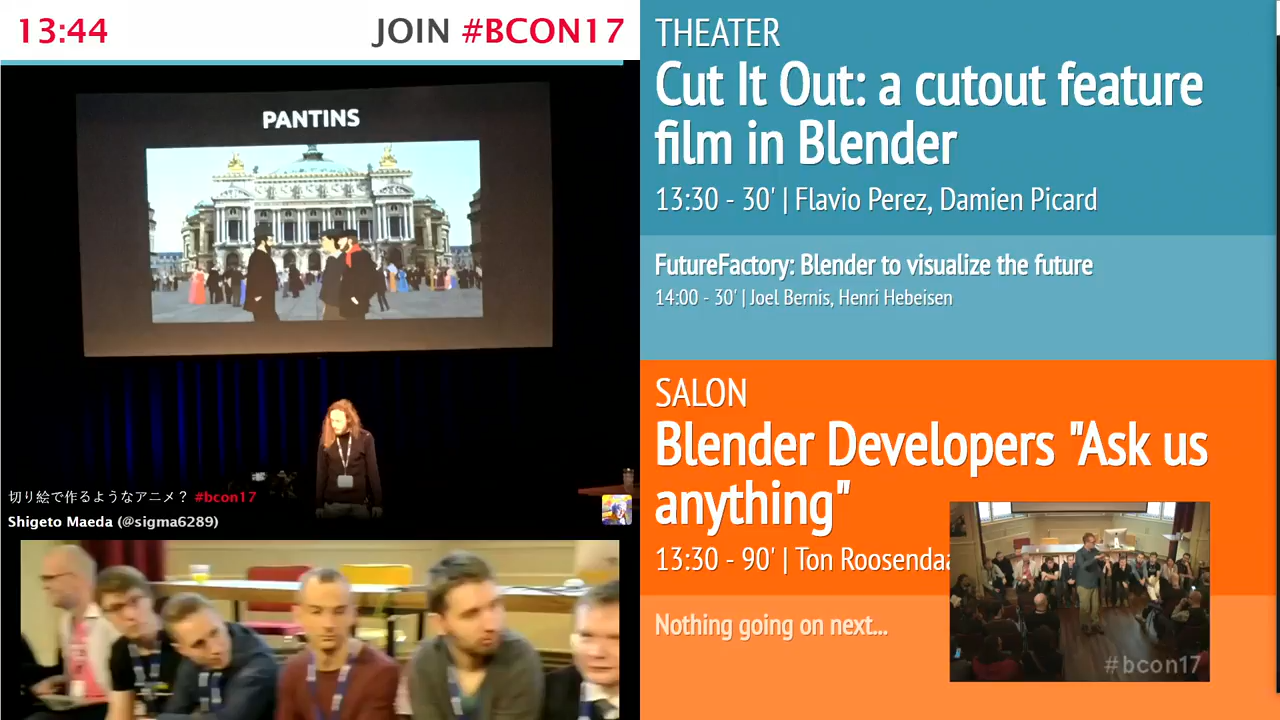 13:44
JOIN #BCON17
PANTINS
切り絵で作るようなアニメ？ #bcon17
Shigeto Maeda (@sigma6289)
THEATER
Cut It Out: a cutout feature
film in Blender
13:30 - 30' | Flavio Perez, Damien Picard
FutureFactory: Blender to visualize the future
14:00 - 30' | Joel Bernis, Henri Hebeisen
SALON
Blender Developers "Ask us
anything"
13:30 - 90' | Ton Roosendaa
Nothing going on next...
#bcon17